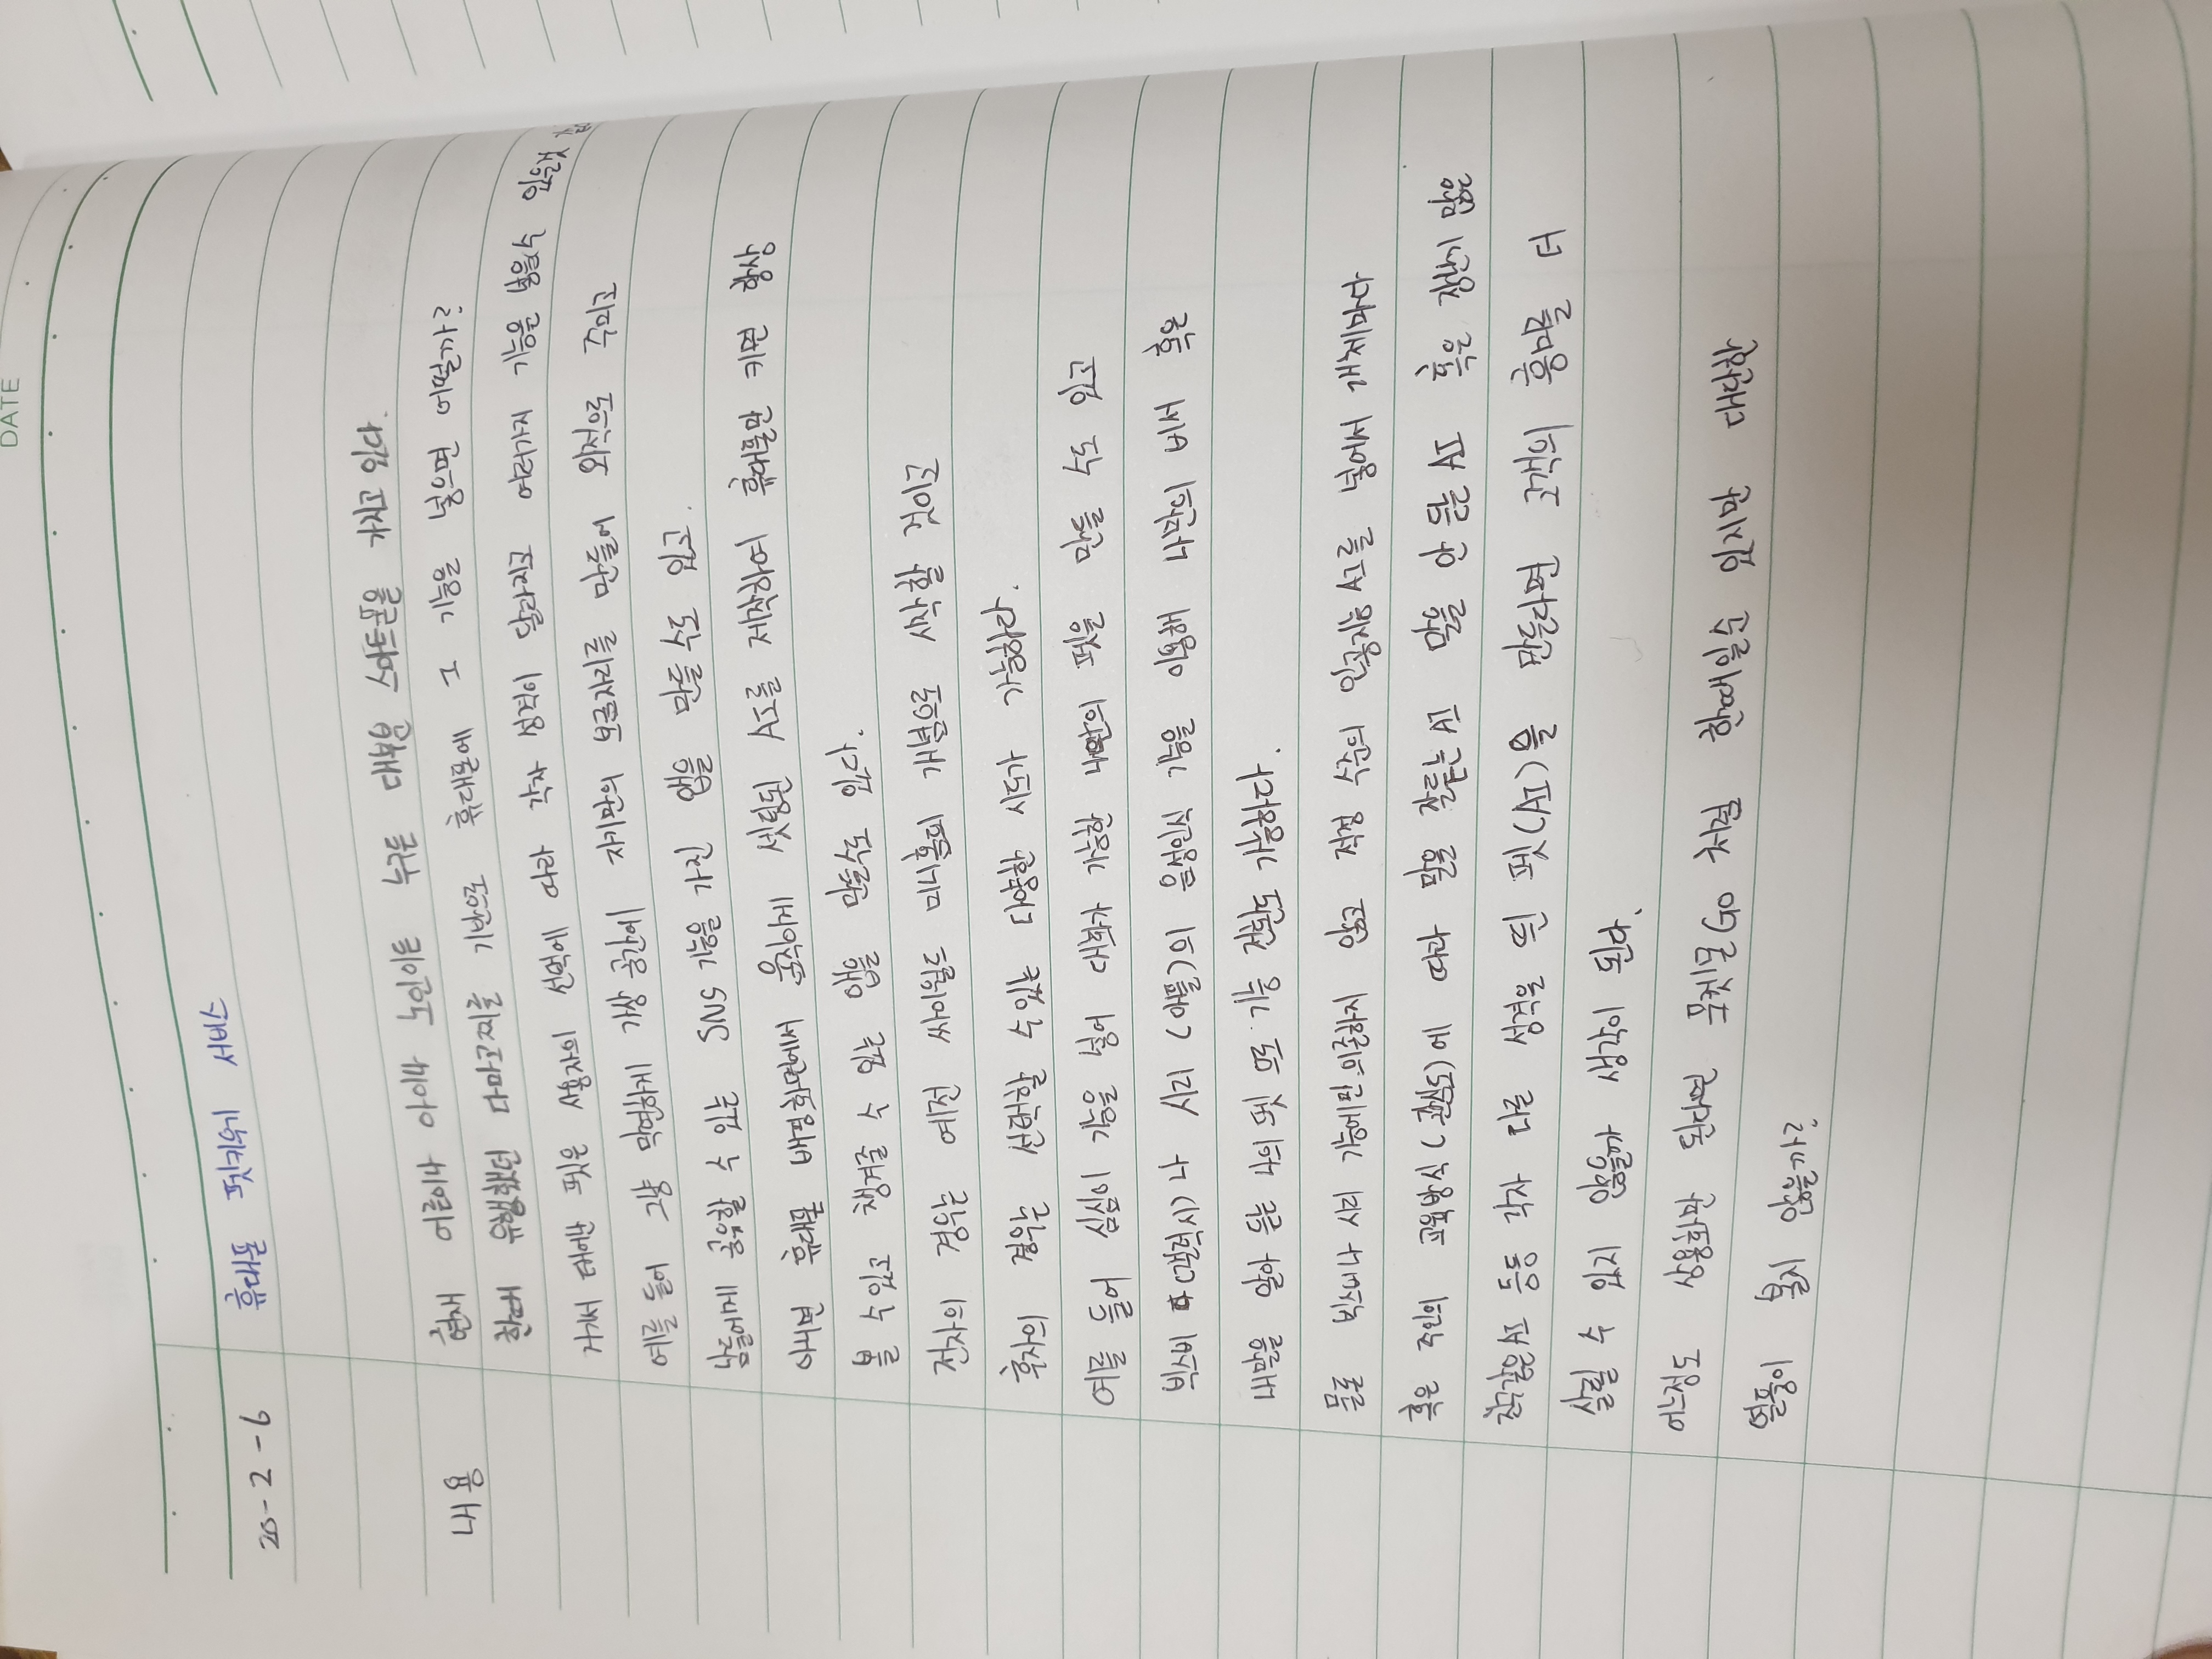 DATE
20-2-6 휴대폰 펫키우기 서비스
내용 현재 어른이나 아이나 노인이든 누구든 대부분 스마트폰을 가지고 있다.
한때 유행했던 다마고찌를 기반으로 휴대폰에 그 기능을 넣으면 어떨까?
거기서 태어난 펫은 사용자의 선택에 따라 각자 성격이 달라지고 여러가지 기능을 넣을수 있는것
예를 들어 그냥 막연하게 가상 공간에 자기만의 보금자리를 만들어 외적으로 꾸미고
남들에게 공유할 수 있는 SNS 기능을 가진 앱을 만들 수도 있고.
아니면 휴대폰 배경화면에서 움직이게 셋팅된 AI를 제작하여 휴대폰만 키면 항상
볼 수있고 챙겨줄 수 있는 앱을 만들수도 있다.
전자의 경우는 예전 싸이월드 미니홈피 개념으로 시작할 것이고
후자의 경우는 선택할 수있는 다양한 시도가 가능하다.
예를 들어 심심이 기능을 넣어 대화가 가능한 나만의 펫을 만들 수도 있고
빅스비 (갤럭시)나 시리 (애플)의 음성인식 기능을 이용해 나만의 비서 혹은
내말을 알아 듣는 나의 펫 으로 기능 전환도 가능하다.
물론 빅스비나 시리 기능에만 의존하지 않고 적정 수준의 인공지능 AI를 넣어서 개체마다
혹은 주인의 교육방식(관심도)에 따라 말을 잘듣는 AI 말을 안 듣는 AI 혹은 장난기 많은
친구같은 AI 등등 각자 다른 성격을 띈 펫(AI)을 만든다면 고객의 흥미를 더
살릴 수 있지 않을까 생각이 된다.
어느정도 상용화만 된다면 포켓몬Go 처럼 한때일순 있지만 대단한
열풍이 불지 않을까?